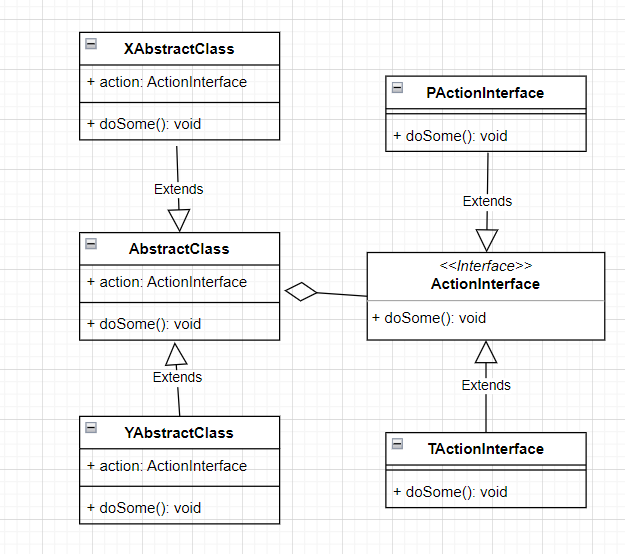 XAbstractClass
+ action: ActionInterface
+ doSome(): void
Extends
AbstractClass
+ action: ActionInterface
+ doSome(): void
Extends
YAbstractClass
+ action: ActionInterface
+ doSome(): void
PActionInterface
+ doSome(): void
Extends
<<Interface>>
ActionInterface
+ doSome(): void
Extends
TActionInterface
+ doSome(): void